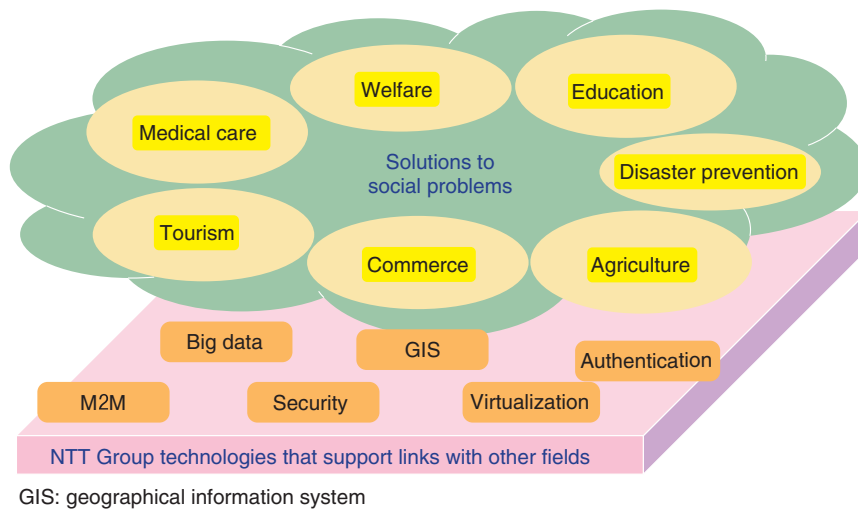 Welfare
Education
Medical care
Solutions to
social problems
Disaster prevention
Tourism
Commerce
Agriculture
Big data
GIS
Authentication
M2M
Security
Virtualization
NTT Group technologies that support links with other fields
GIS: geographical information system